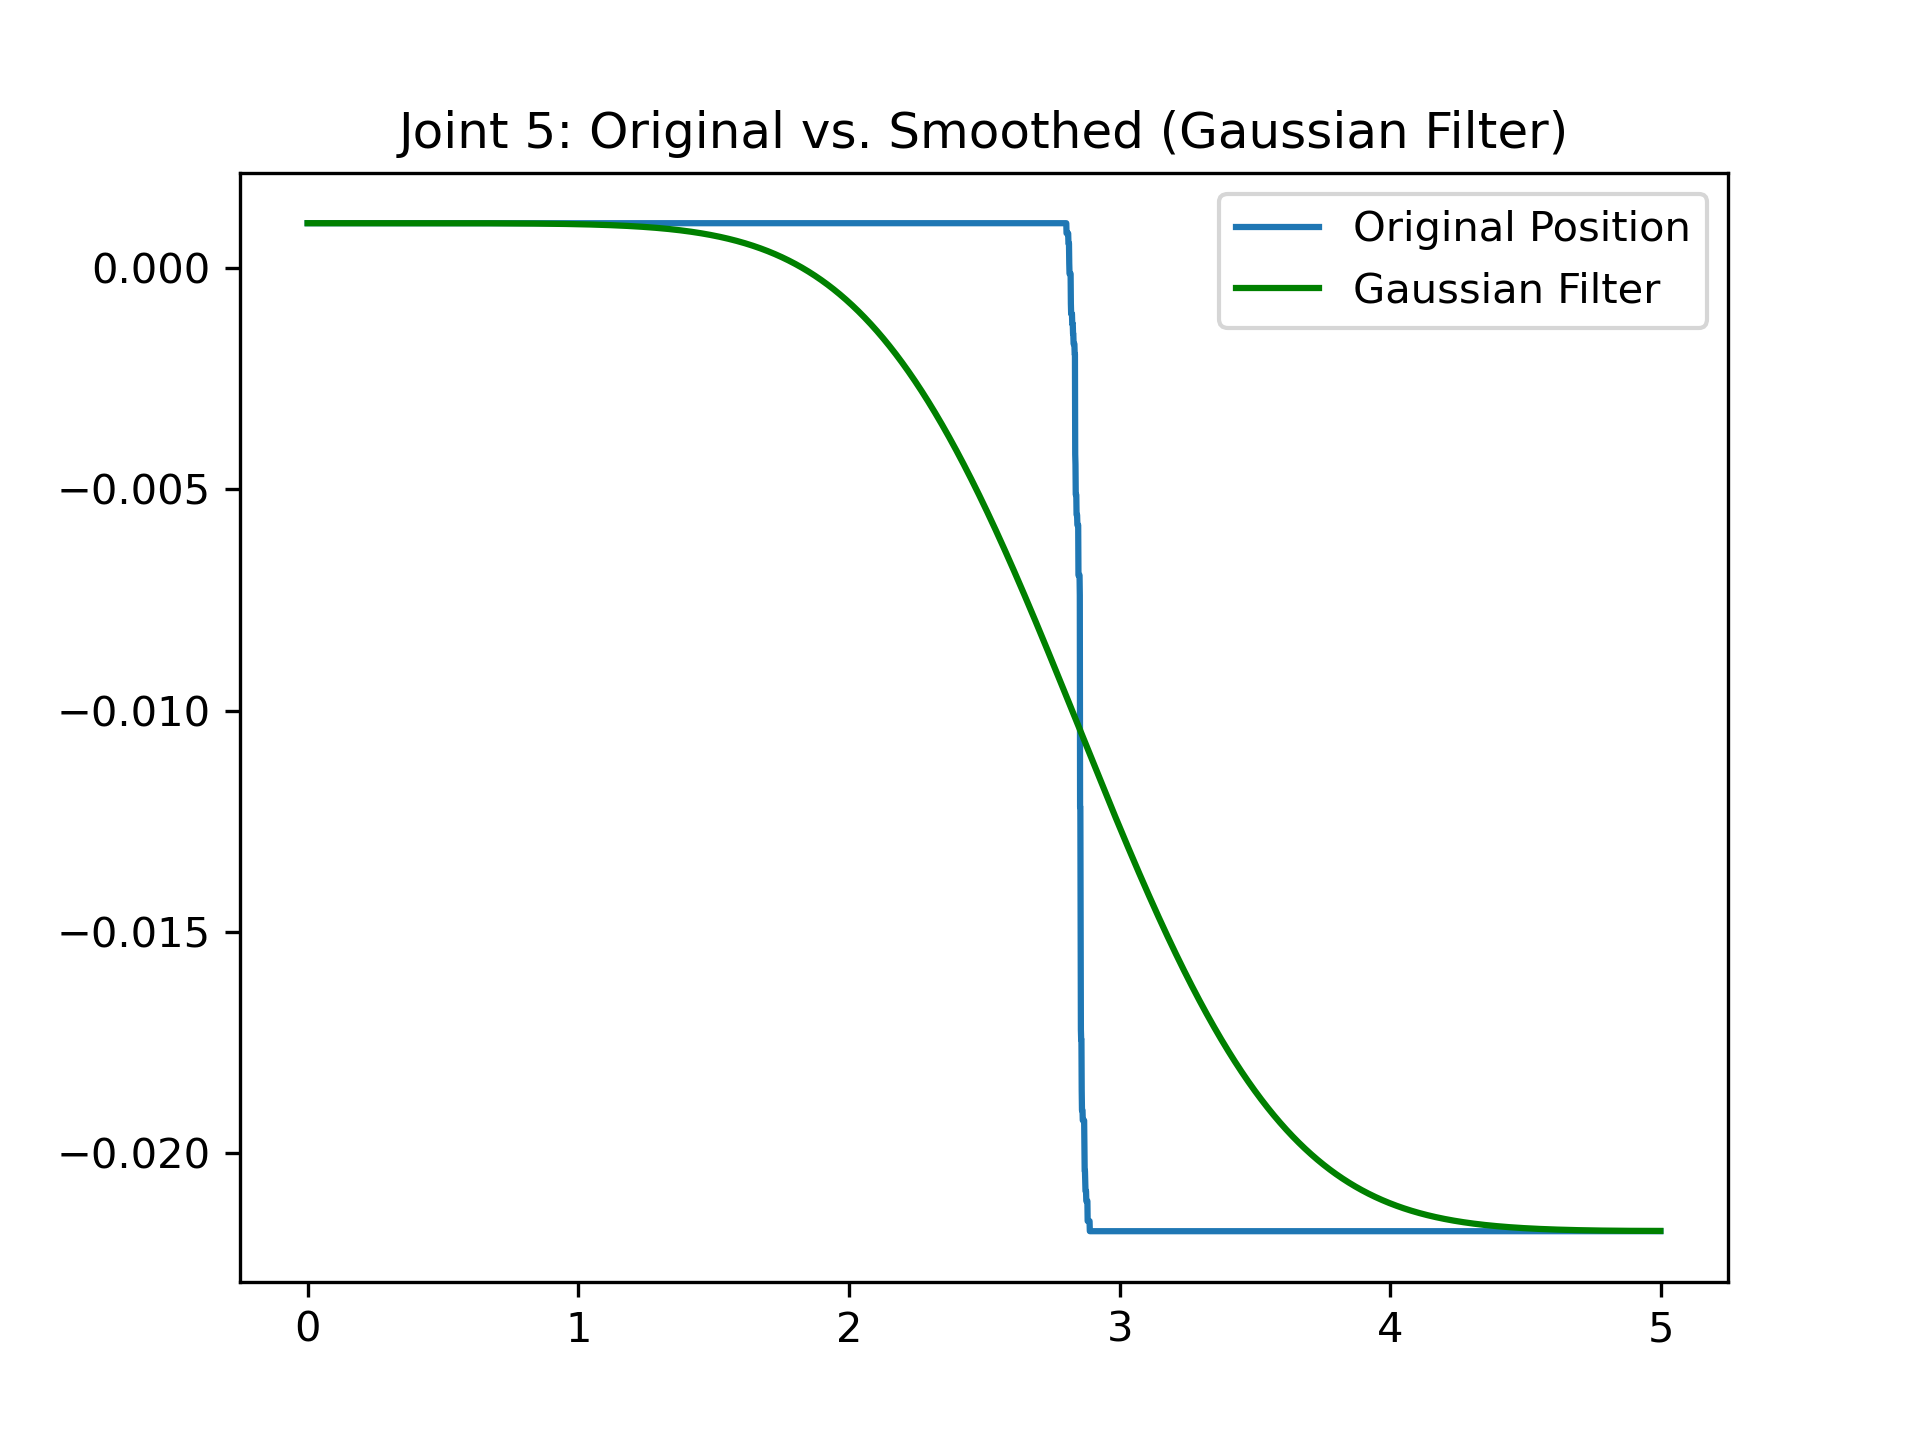 Joint 5: Original vs. Smoothed (Gaussian Filter)
Original Position
Gaussian Filter
0.000
−0.005
−0.010
−0.015
−0.020
0 1 2 3 4 5